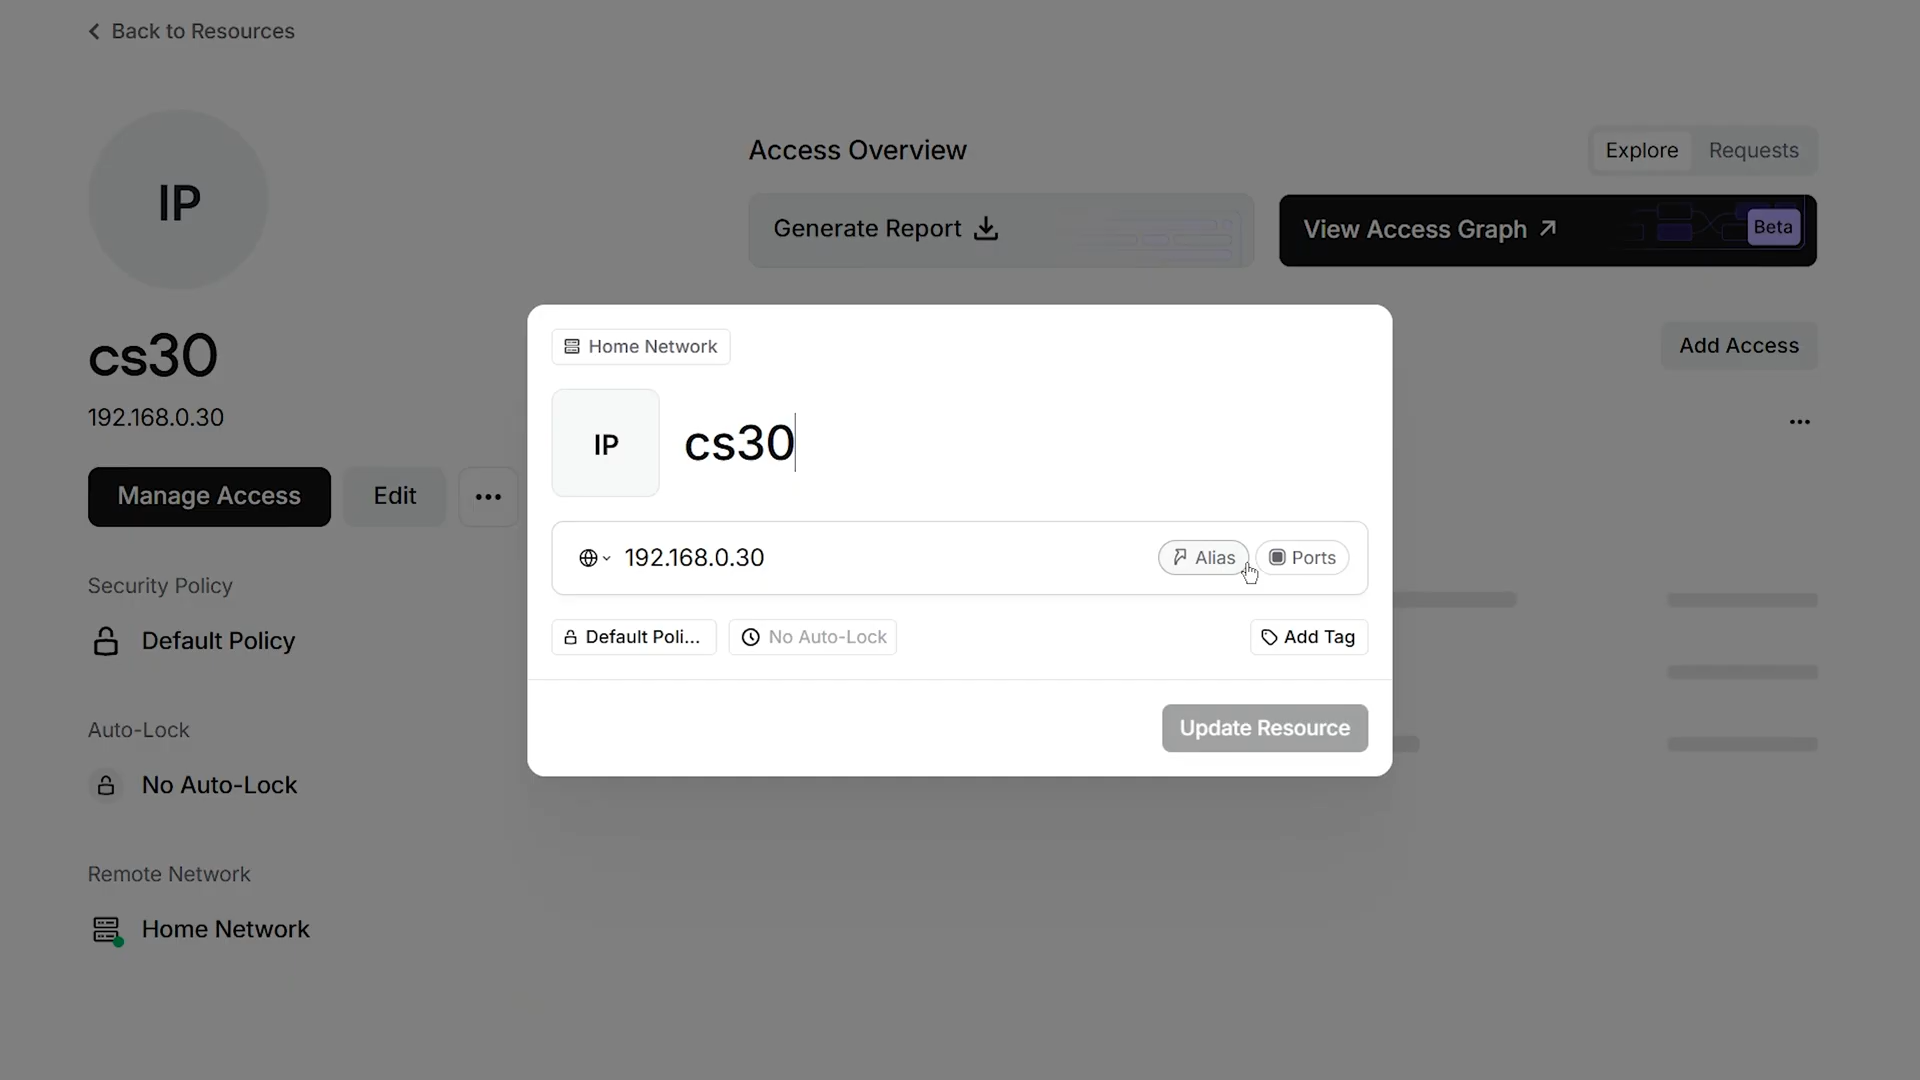 Back to Resources
IP
cs30
192.168.0.30
Manage Access
Edit
Security Policy
Default Policy
Auto-Lock
No Auto-Lock
Remote Network
Home Network
Access Overview
Explore
Requests
Generate Report
View Access Graph
Beta
Add Access
Home Network
IP
cs30
192.168.0.30
Alias
Ports
Default Poli...
No Auto-Lock
Add Tag
Update Resource